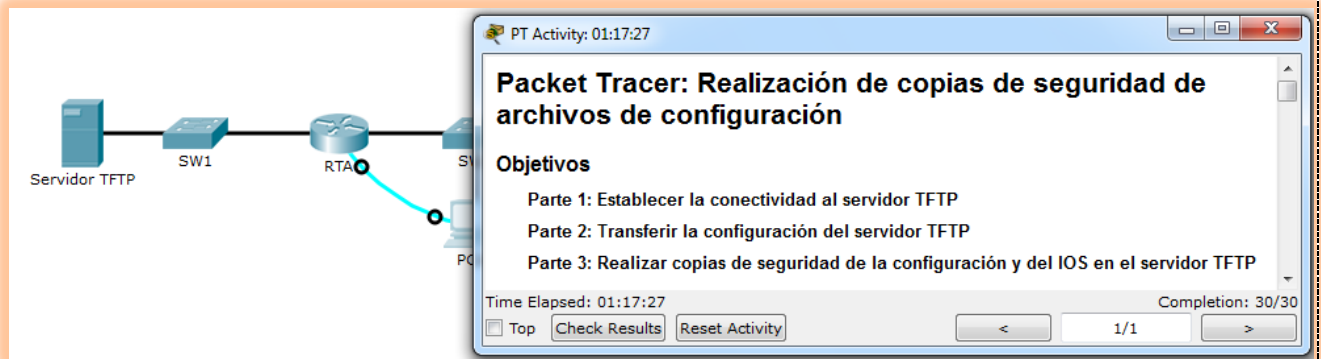 PT Activity: 01:17:27
Packet Tracer: Realización de copias de seguridad de
archivos de configuración
Objetivos
Parte 1: Establecer la conectividad al servidor TFTP
Parte 2: Transferir la configuración del servidor TFTP
Parte 3: Realizar copias de seguridad de la configuración y del IOS en el servidor TFTP
Time Elapsed: 01:17:27
Completion: 30/30
Top
Check Results
Reset Activity
<
1/1
>
Servidor TFTP
SW1
RTA